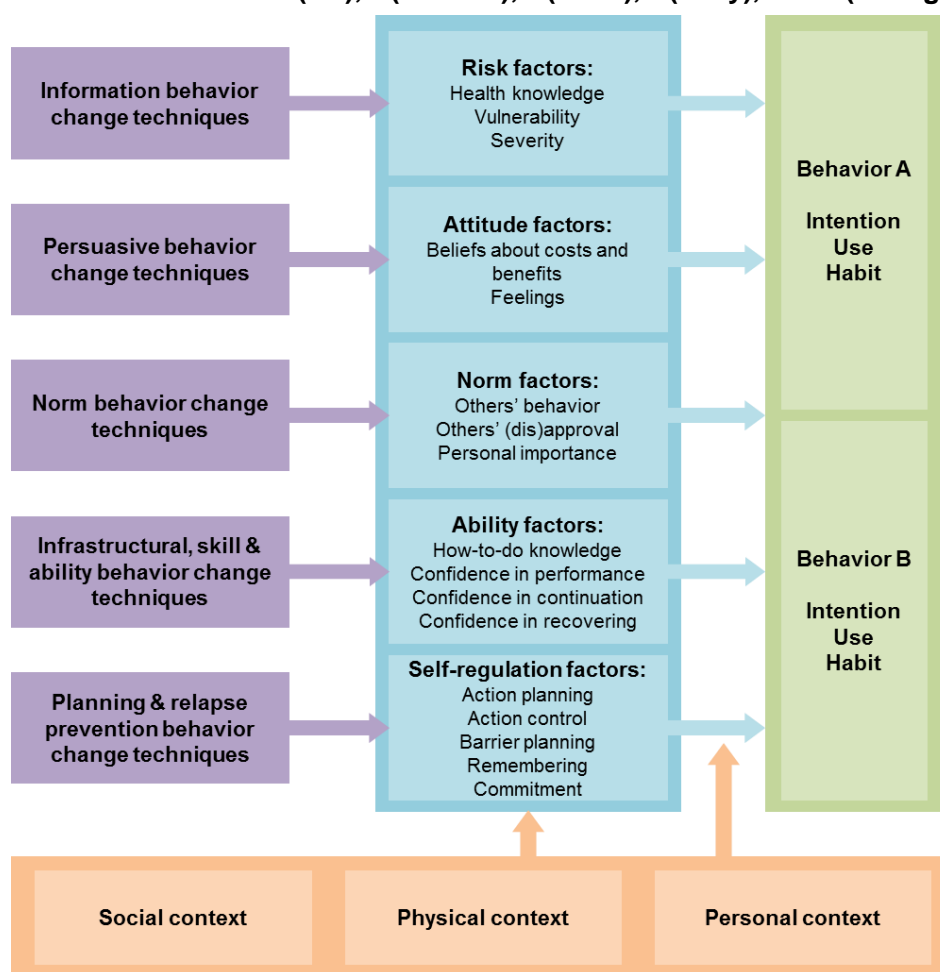 Information behavior
change techniques
Risk factors:
Health knowledge
Vulnerability
Severity
Persuasive behavior
change techniques
Attitude factors:
Beliefs about costs and
benefits
Feelings
Norm behavior change
techniques
Norm factors:
Others' behavior
Others' (dis)approval
Personal importance
Infrastructural, skill &
ability behavior change
techniques
Ability factors:
How-to-do knowledge
Confidence in performance
Confidence in continuation
Confidence in recovering
Planning & relapse
prevention behavior
change techniques
Self-regulation factors:
Action planning
Action control
Barrier planning
Remembering
Commitment
Behavior A
Intention
Use
Habit
Behavior B
Intention
Use
Habit
Social context
Physical context
Personal context